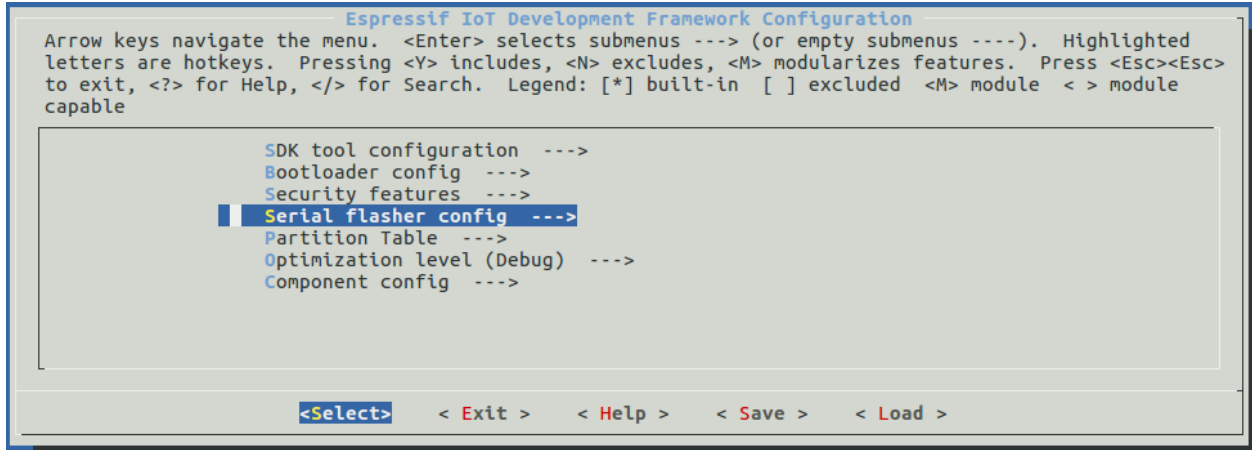 Espressif IoT Development Framework Configuration
Arrow keys navigate the menu.  <Enter> selects submenus ---> (or empty submenus ----).  Highlighted
letters are hotkeys.  Pressing <Y> includes, <N> excludes, <M> modularizes features.  Press <Esc><Esc>
to exit, <?> for Help, </> for Search.  Legend: [*] built-in  [ ] excluded  <M> module  < > module
capable
SDK tool configuration  --->
Bootloader config  --->
Security features  --->
Serial flasher config  --->
Partition Table  --->
Optimization level (Debug)  --->
Component config  --->
<Select>    < Exit >    < Help >    < Save >    < Load >